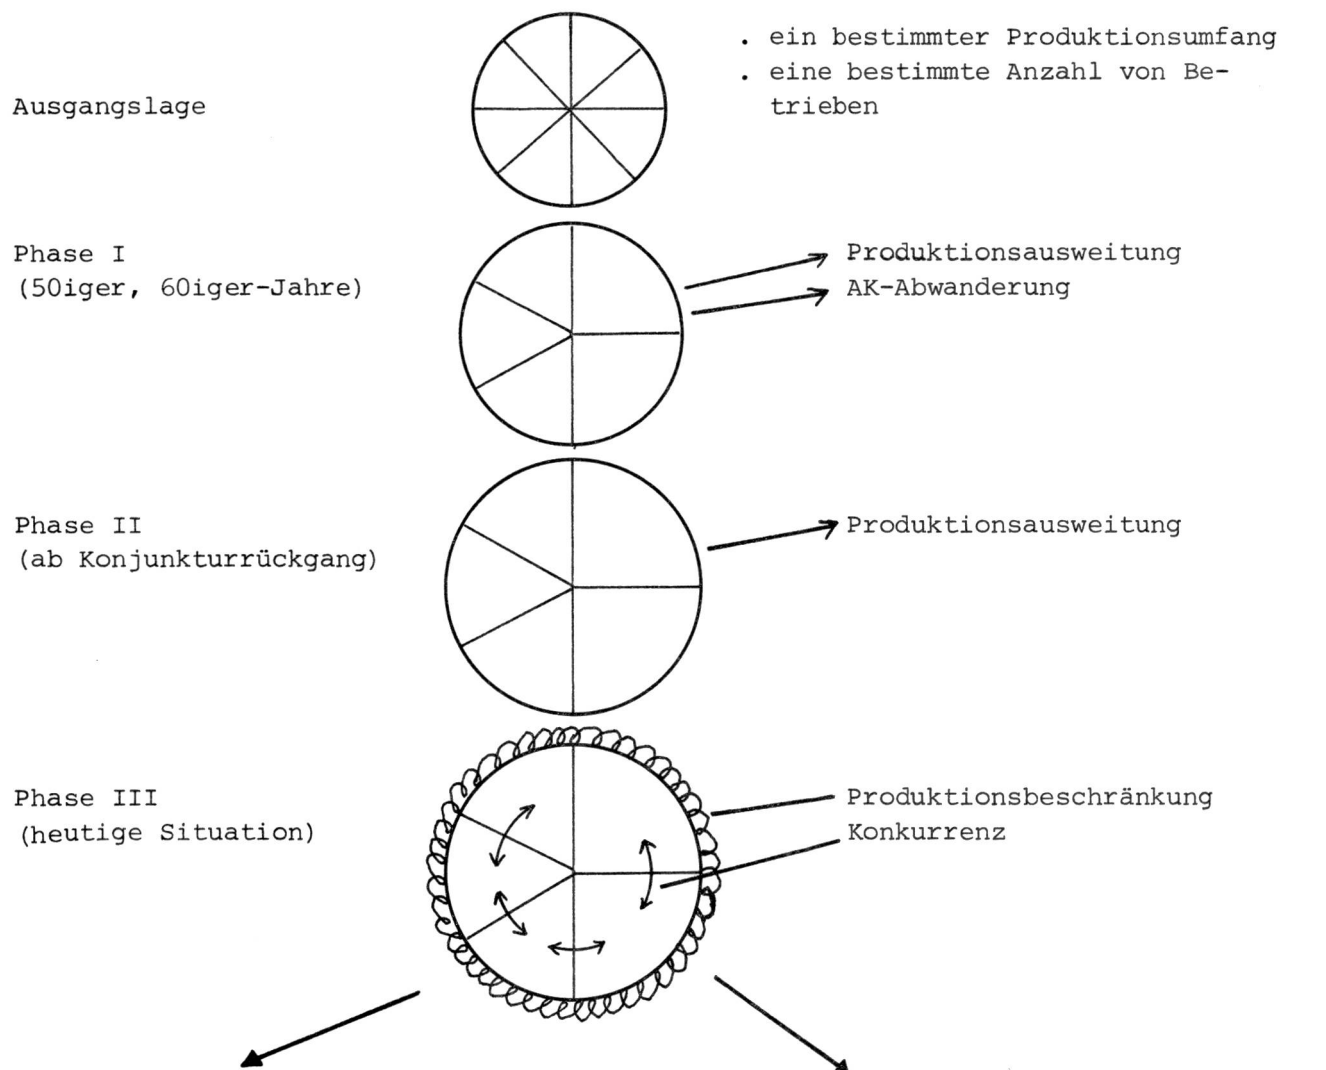 . ein bestimmter Produktionsumfang
. eine bestimmte Anzahl von Be-
trieben
Ausgangslage
Phase I
(50iger, 60iger-Jahre)
Produktionsausweitung
AK-Abwanderung
Phase II
(ab Konjunkturrückgang)
Produktionsausweitung
Phase III
(heutige Situation)
Produktionsbeschränkung
Konkurrenz